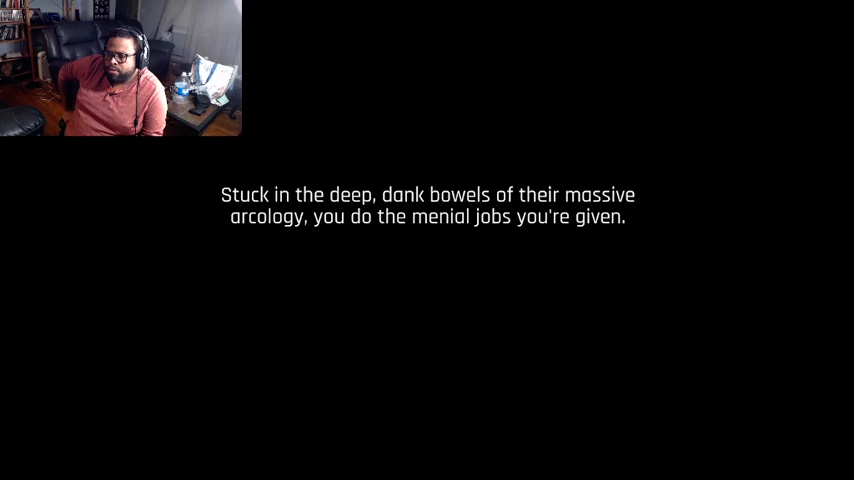 Stuck in the deep, dank bowels of their massive
arcology, you do the menial jobs you're given.